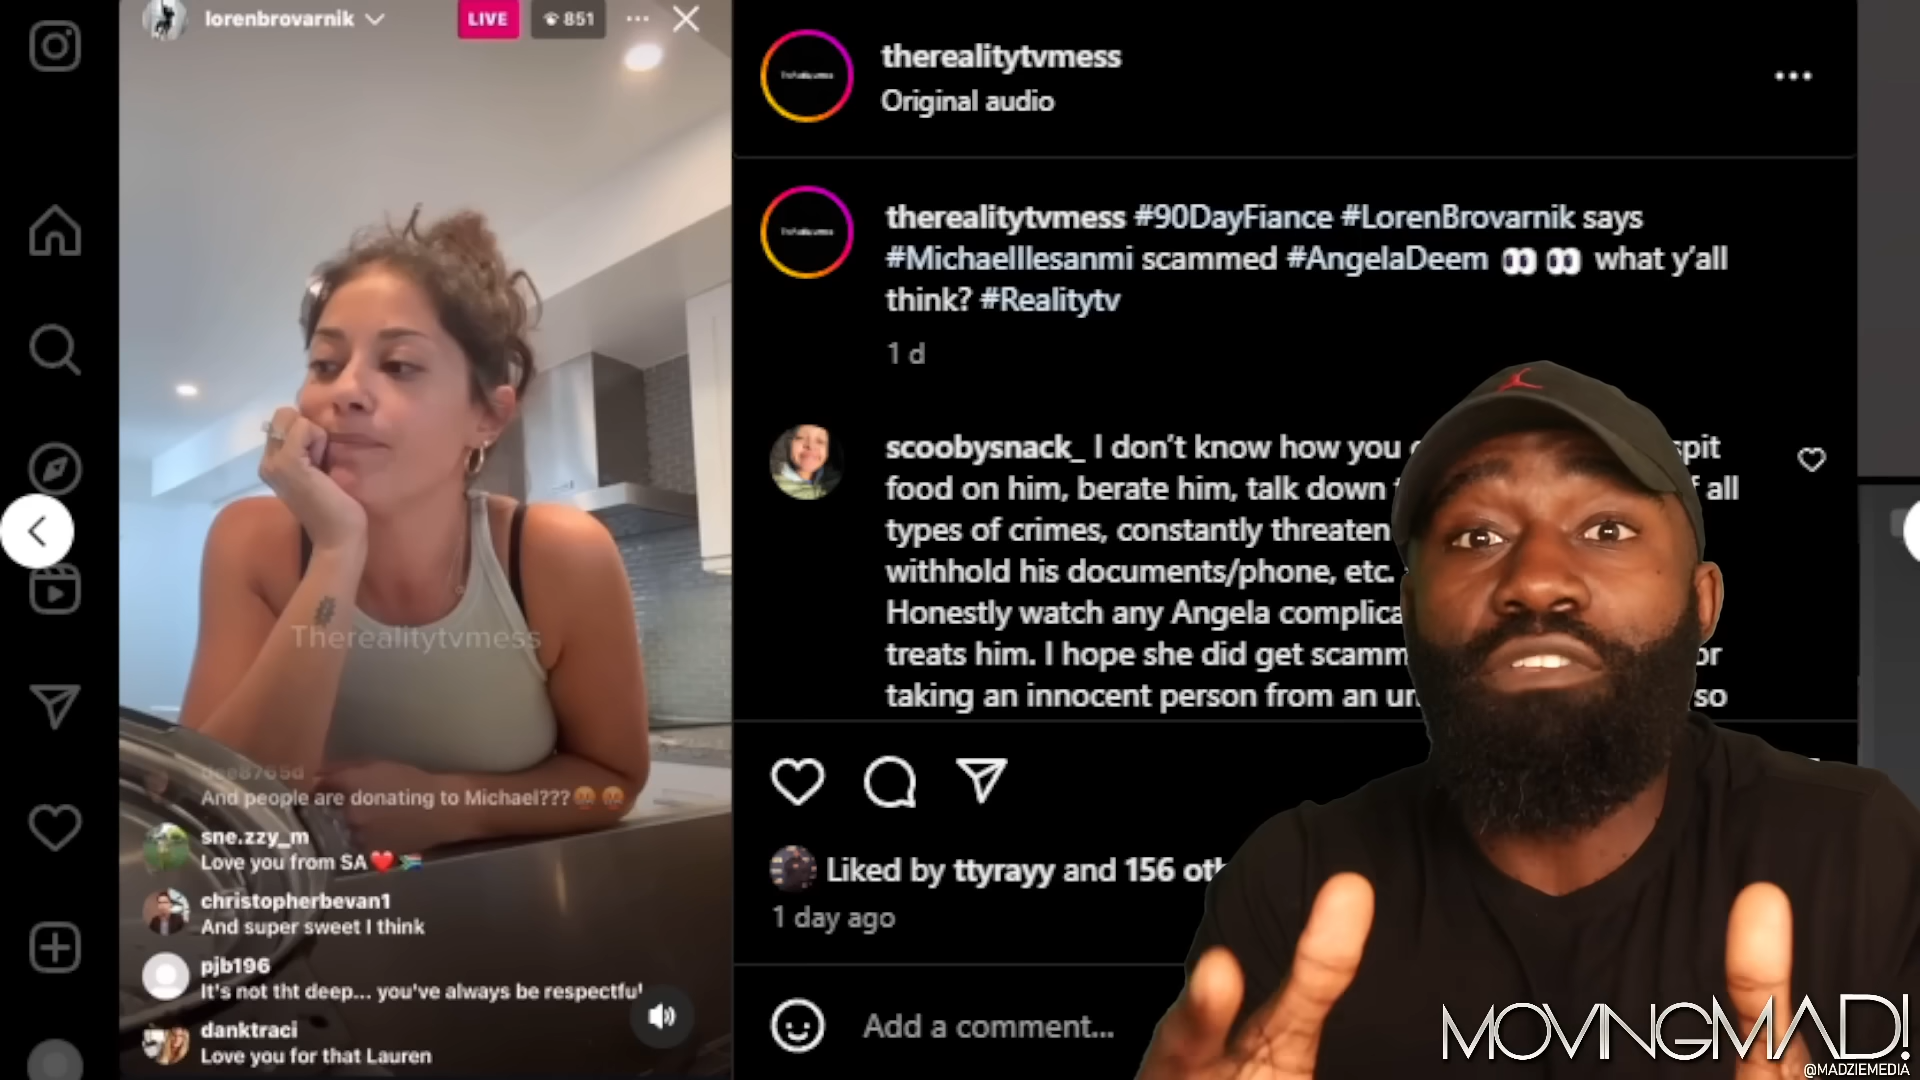 lorenbrovarnik
LIVE
851
therealitytvmess
Original audio
therealitytvmess #90DayFiance #LorenBrovarnik says
#MichaelIlesanmi scammed #AngelaDeem 👀 👀 what y’all
think? #Realitytv
1 d
scoobysnack_ I don’t know how you
spit
food on him, berate him, talk down
all
types of crimes, constantly threaten
withhold his documents/phone, etc.
Honestly watch any Angela
treats him. I hope she did get
or
taking an innocent person from an
so
Therealitytvmess
dee8765d
And people are donating to Michael???
sne.zzy_m
Love you from SA❤️🇿🇦
christopherbevan1
And super sweet I think
pjb196
It's not tht deep... you've always be respectful
danktraci
Love you for that Lauren
Liked by ttyrayy and 156
1 day ago
Add a comment...
MOVINGMAD!
@MADZIEMEDIA